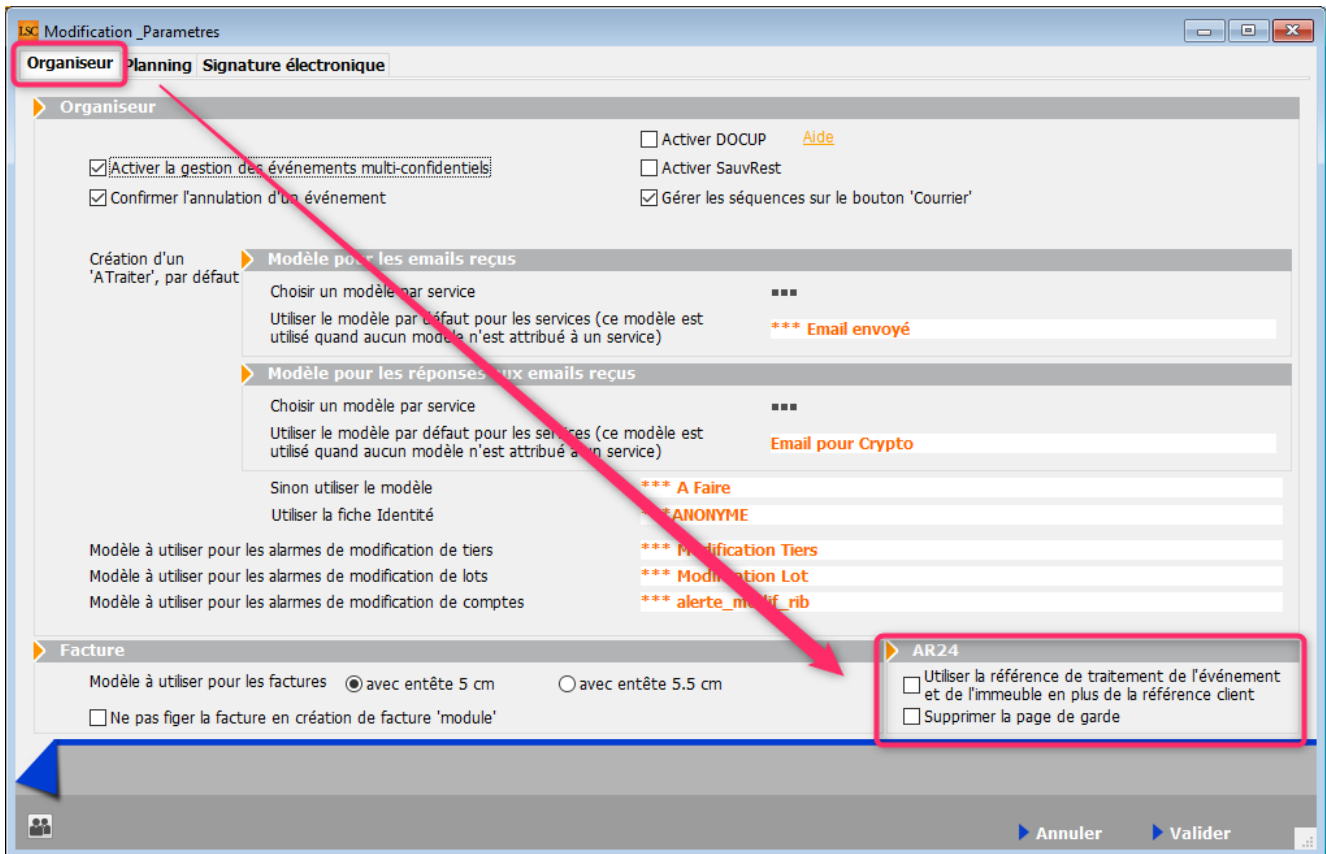 LSC Modification _Parametres
Organiseur Planning Signature électronique
Organiseur
Activer DOCUP Aide
Activer la gestion des événements multi-confidentiels
Activer SauvRest
Confirmer l'annulation d'un événement
Gérer les séquences sur le bouton 'Courrier'
Création d'un
'ATraiter', par défaut
Modèle pour les emails reçus
Choisir un modèle par service
Utiliser le modèle par défaut pour les services (ce modèle est
utilisé quand aucun modèle n'est attribué à un service)
*** Email envoyé
Modèle pour les réponses aux emails reçus
Choisir un modèle par service
Utiliser le modèle par défaut pour les services (ce modèle est
utilisé quand aucun modèle n'est attribué à un service)
Email pour Crypto
Sinon utiliser le modèle
*** A Faire
Utiliser la fiche Identité
***ANONYME
Modèle à utiliser pour les alarmes de modification de tiers
*** Modification Tiers
Modèle à utiliser pour les alarmes de modification de lots
*** Modification Lot
Modèle à utiliser pour les alarmes de modification de comptes
*** alerte_modif_rib
Facture
Modèle à utiliser pour les factures avec entête 5 cm avec entête 5.5 cm
Ne pas figer la facture en création de facture 'module'
AR24
Utiliser la référence de traitement de l'événement
et de l'immeuble en plus de la référence client
Supprimer la page de garde
Annuler Valider